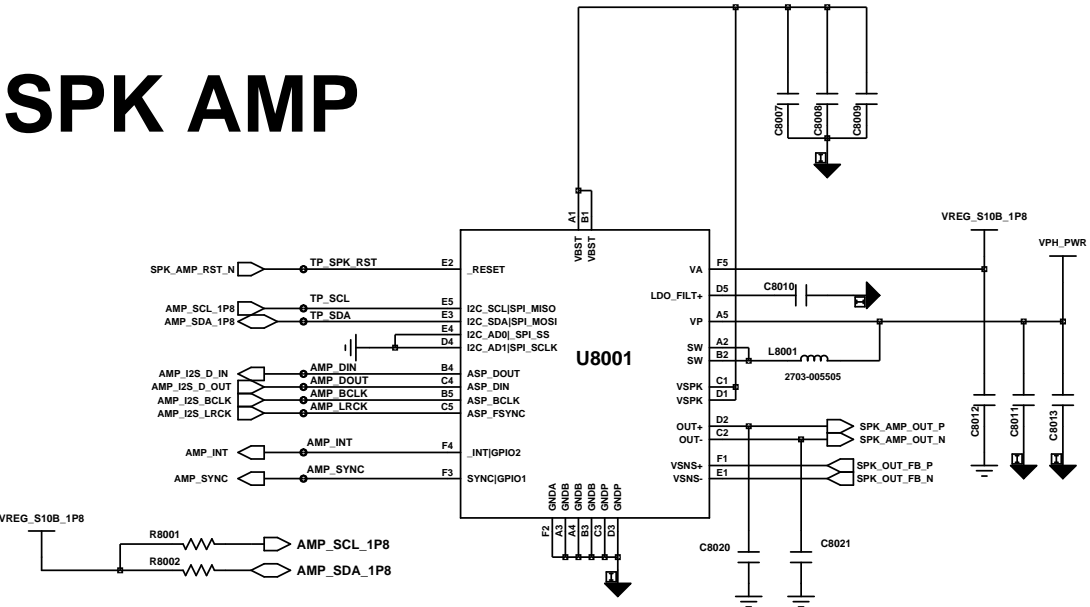 SPK AMP
C8007
C8008
C8009
A1
B1
VBST
VBST
VREG_S10B_1P8
VPH_PWR
SPK_AMP_RST_N
TP_SPK_RST
E2
_RESET
VA
F5
LDO_FILT+
D5
C8010
AMP_SCL_1P8
TP_SCL
E5
I2C_SCL|SPI_MISO
AMP_SDA_1P8
TP_SDA
E3
I2C_SDA|SPI_MOSI
VP
A5
E4
I2C_AD0|_SPI_SS
D4
I2C_AD1|SPI_SCLK
U8001
SW
A2
SW
B2
L8001
2703-005505
AMP_I2S_D_IN
AMP_DIN
B4
ASP_DOUT
AMP_I2S_D_OUT
AMP_DOUT
C4
ASP_DIN
AMP_I2S_BCLK
AMP_BCLK
B5
ASP_BCLK
AMP_I2S_LRCK
AMP_LRCK
C5
ASP_FSYNC
VSPK
C1
VSPK
D1
C8012
C8011
C8013
OUT+
D2
SPK_AMP_OUT_P
OUT-
C2
SPK_AMP_OUT_N
AMP_INT
AMP_INT
F4
_INT|GPIO2
VSNS+
F1
SPK_OUT_FB_P
AMP_SYNC
AMP_SYNC
F3
SYNC|GPIO1
VSNS-
E1
SPK_OUT_FB_N
GNDA
GNDB
GNDB
GNDB
GNDP
GNDP
F2
A3
A4
B3
C3
D3
VREG_S10B_1P8
R8001
AMP_SCL_1P8
R8002
AMP_SDA_1P8
C8020
C8021